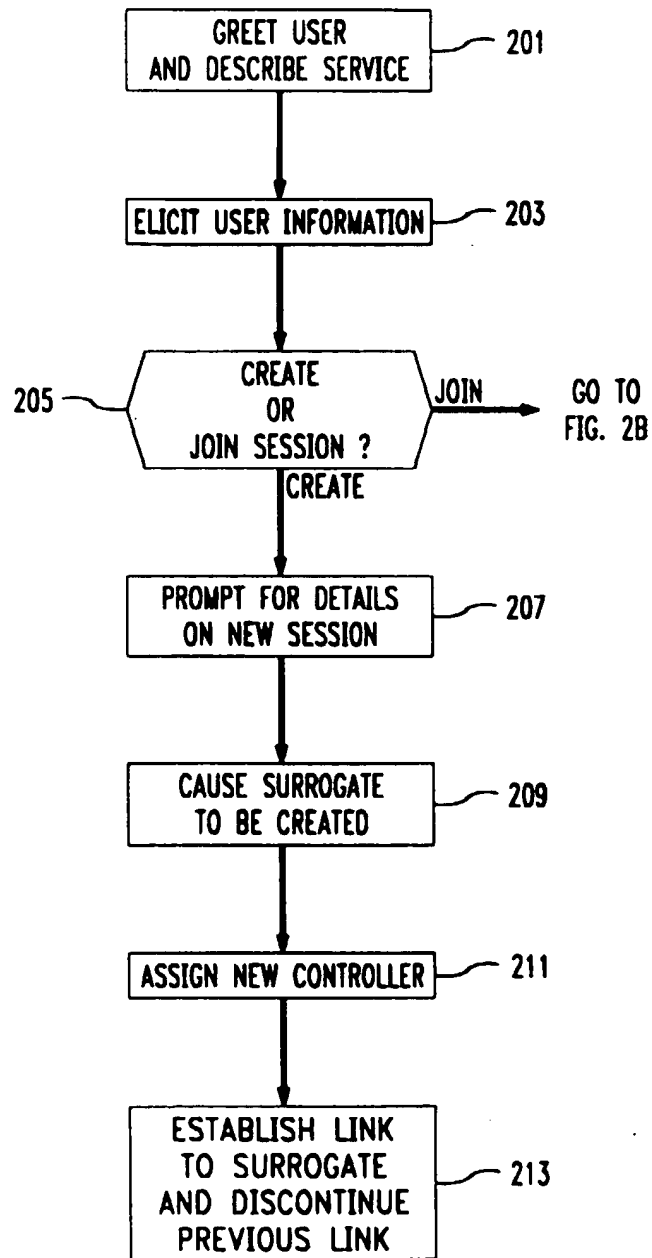 GREET USER
AND DESCRIBE SERVICE
201
ELICIT USER INFORMATION
203
205
CREATE
OR
JOIN SESSION ?
JOIN
GO TO
FIG. 2B
CREATE
PROMPT FOR DETAILS
ON NEW SESSION
207
CAUSE SURROGATE
TO BE CREATED
209
ASSIGN NEW CONTROLLER
211
ESTABLISH LINK
TO SURROGATE
AND DISCONTINUE
PREVIOUS LINK
213